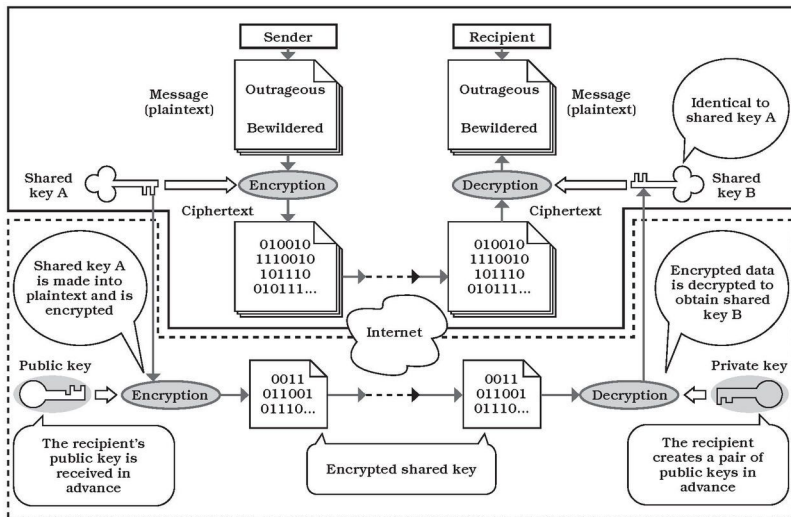 Sender
Recipient
Message
(plaintext)
Outrageous
Bewildered
Outrageous
Bewildered
Message
(plaintext)
Identical to
shared key A
Shared
key A
Encryption
Decryption
Shared
key B
Ciphertext
Ciphertext
010010
1110010
101110
010111...
010010
1110010
101110
010111...
Shared key A
is made into
plaintext and is
encrypted
Internet
Encrypted data
is decrypted to
obtain shared
key B
Public key
Encryption
0011
011001
01110...
0011
011001
01110...
Decryption
Private key
The recipient's
public key is
received in
advance
Encrypted shared key
The recipient
creates a pair of
public keys in
advance